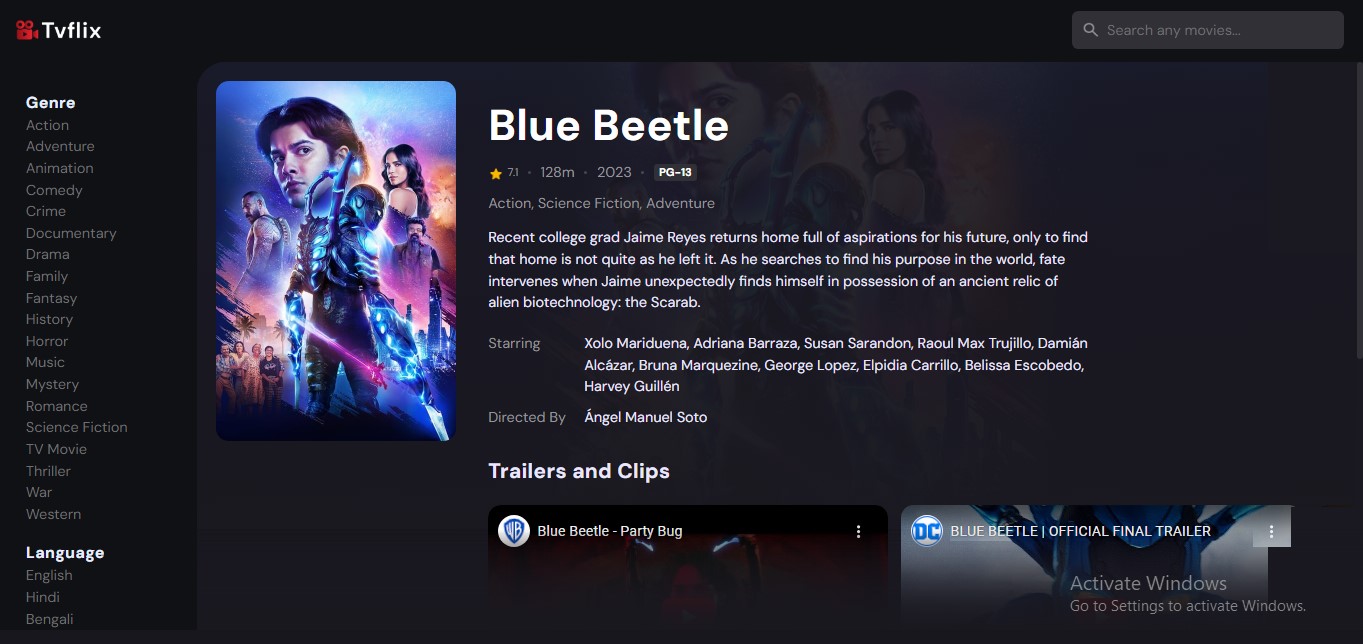 Tvflix
Search any movies...
Genre
Action
Adventure
Animation
Comedy
Crime
Documentary
Drama
Family
Fantasy
History
Horror
Music
Mystery
Romance
Science Fiction
TV Movie
Thriller
War
Western
Language
English
Hindi
Bengali
Blue Beetle
7.1 • 128m • 2023 • PG-13
Action, Science Fiction, Adventure
Recent college grad Jaime Reyes returns home full of aspirations for his future, only to find
that home is not quite as he left it. As he searches to find his purpose in the world, fate
intervenes when Jaime unexpectedly finds himself in possession of an ancient relic of
alien biotechnology: the Scarab.
Starring Xolo Mariduena, Adriana Barraza, Susan Sarandon, Raoul Max Trujillo, Damián
Alcázar, Bruna Marquezine, George Lopez, Elpidia Carrillo, Belissa Escobedo,
Harvey Guillén
Directed By Ángel Manuel Soto
Trailers and Clips
WB Blue Beetle - Party Bug
DC BLUE BEETLE | OFFICIAL FINAL TRAILER
Activate Windows
Go to Settings to activate Windows.